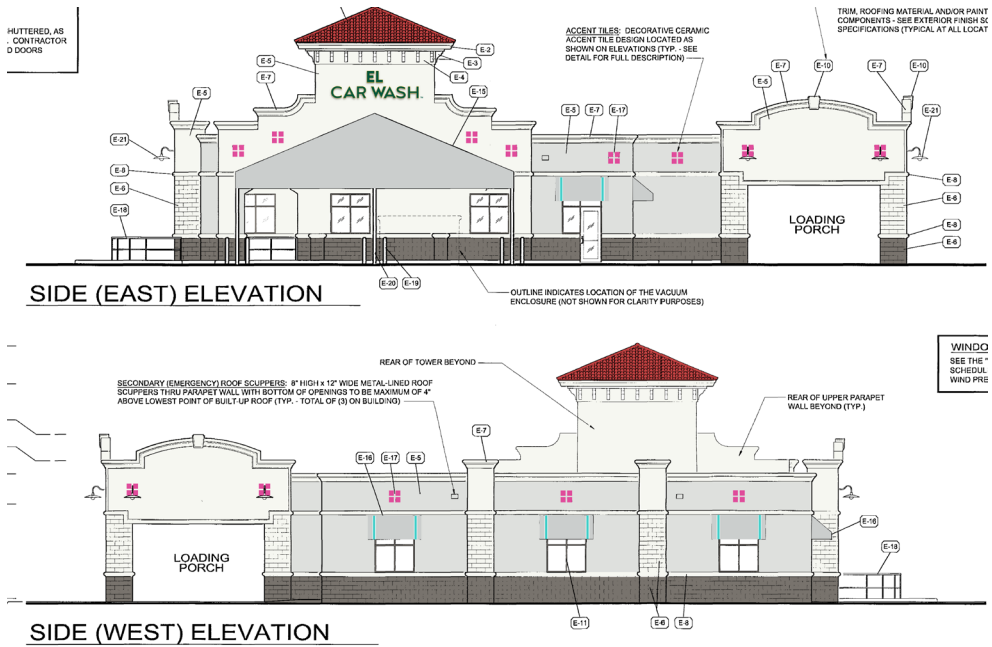 HUTTERED, AS
. CONTRACTOR
D DOORS
TRIM, ROOFING MATERIAL AND/OR PAINT
COMPONENTS - SEE EXTERIOR FINISH SC
SPECIFICATIONS (TYPICAL AT ALL LOCAT
ACCENT TILES: DECORATIVE CERAMIC
ACCENT TILE DESIGN LOCATED AS
SHOWN ON ELEVATIONS (TYP. - SEE
DETAIL FOR FULL DESCRIPTION)
E-2
E-5
E-3
E-7
E-4
E-15
E-5
EL
CAR WASH
E-5
E-7
E-17
E-7
E-10
E-7
E-10
E-5
E-21
E-21
E-8
E-6
E-18
E-8
E-6
E-8
E-6
LOADING
PORCH
E-20
E-19
OUTLINE INDICATES LOCATION OF THE VACUUM
ENCLOSURE (NOT SHOWN FOR CLARITY PURPOSES)
SIDE (EAST) ELEVATION
REAR OF TOWER BEYOND
SECONDARY (EMERGENCY) ROOF SCUPPERS: 8" HIGH x 12" WIDE METAL-LINED ROOF
SCUPPERS THRU PARAPET WALL WITH BOTTOM OF OPENINGS TO BE MAXIMUM OF 4"
ABOVE LOWEST POINT OF BUILT-UP ROOF (TYP. - TOTAL OF (3) ON BUILDING)
REAR OF UPPER PARAPET
WALL BEYOND (TYP.)
WINDO
SEE THE "
SCHEDUL
WIND PRE
E-7
E-16
E-17
E-5
E-16
E-18
LOADING
PORCH
E-11
E-6
E-8
SIDE (WEST) ELEVATION